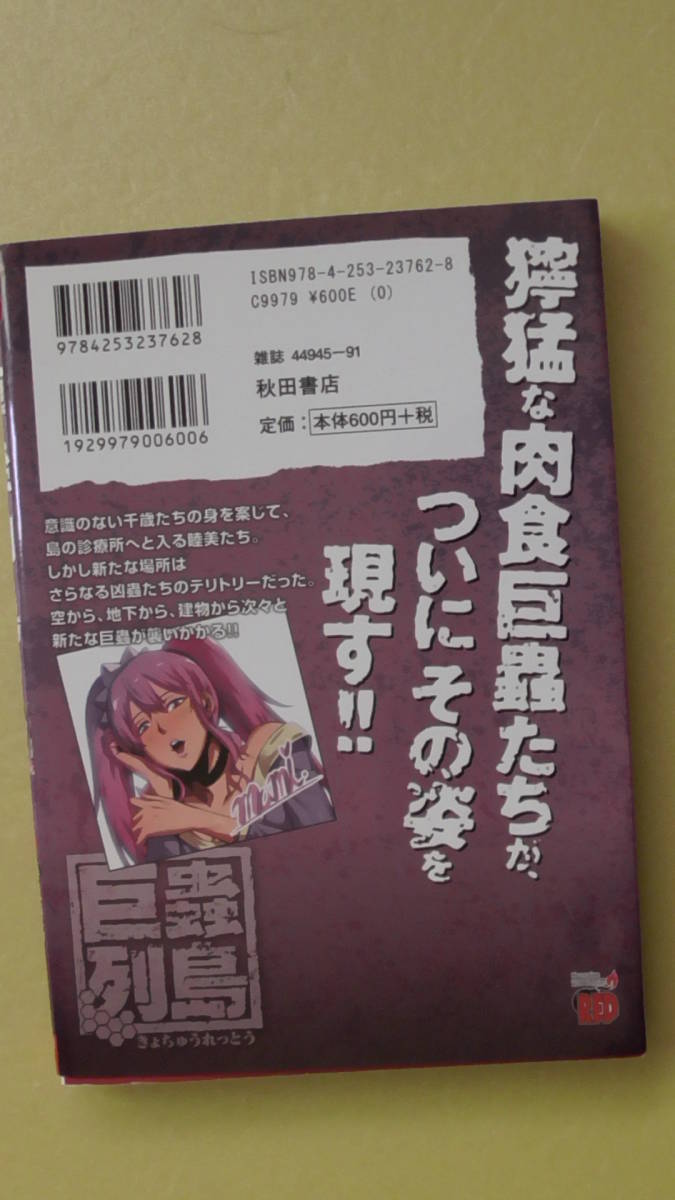 ISBN978-4-253-23762-8
C9979 ¥600E (0)
9784253237628
雑誌 44945-91
秋田書店
1929979006006
定価：本体600円+税
獰猛な肉食巨蟲たちが、
ついにその姿を
現す!!
意識のない千歳たちの身を案じて、
島の診療所へと入る睦美たち。
しかし新たな場所は
さらなる凶蟲たちのテリトリーだった。
空から、地下から、建物から次々と
新たな巨蟲が襲いかかる!!
Mami.
巨蟲
列島
きょちゅうれっとう
RED